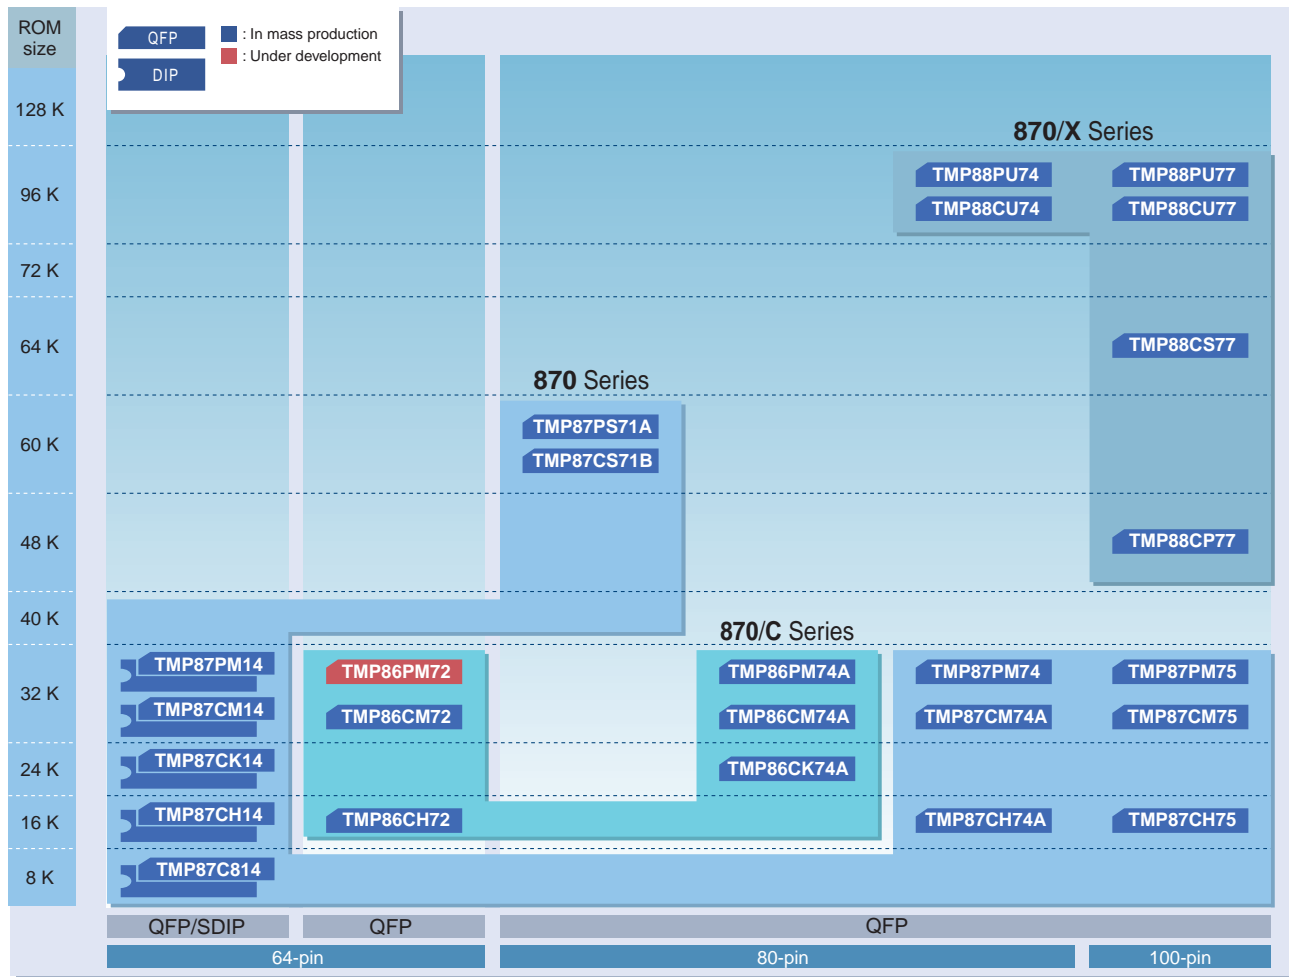 ROM
size
QFP
DIP
: In mass production
: Under development
128 K
870/X Series
96 K
TMP88PU74
TMP88PU77
TMP88CU74
TMP88CU77
72 K
64 K
TMP88CS77
870 Series
60 K
TMP87PS71A
TMP87CS71B
48 K
TMP88CP77
40 K
870/C Series
32 K
TMP87PM14
TMP86PM72
TMP86PM74A
TMP87PM74
TMP87PM75
TMP87CM14
TMP86CM72
TMP86CM74A
TMP87CM74A
TMP87CM75
24 K
TMP87CK14
TMP86CK74A
16 K
TMP87CH14
TMP86CH72
TMP87CH74A
TMP87CH75
8 K
TMP87C814
QFP/SDIP
QFP
QFP
64-pin
80-pin
100-pin